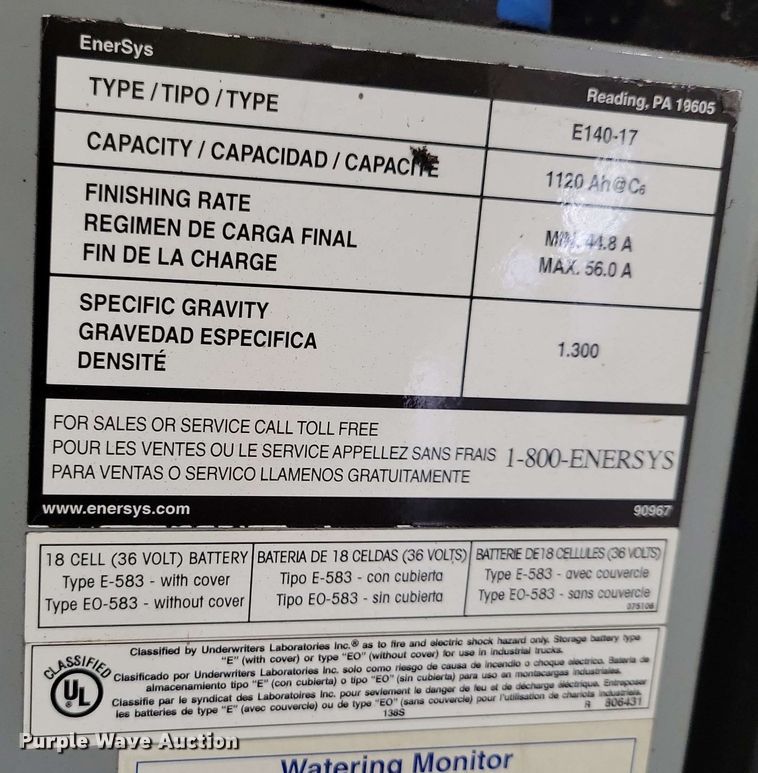 EnerSys
Reading, PA 19605
TYPE / TIPO / TYPE E140-17
CAPACITY / CAPACIDAD / CAPACITÉ 1120 Ah@C6
FINISHING RATE
REGIMEN DE CARGA FINAL MIN. 44.8 A
FIN DE LA CHARGE MAX. 56.0 A
SPECIFIC GRAVITY
GRAVEDAD ESPECIFICA 1.300
DENSITÉ
FOR SALES OR SERVICE CALL TOLL FREE
POUR LES VENTES OU LE SERVICE APPELLEZ SANS FRAIS 1-800-ENERSYS
PARA VENTAS O SERVICO LLAMENOS GRATUITAMENTE
www.enersys.com 90967
18 CELL (36 VOLT) BATTERY
Type E-583 - with cover
Type EO-583 - without cover
BATERIA DE 18 CELDAS (36 VOLTS)
Tipo E-583 - con cubierta
Tipo EO-583 - sin cubierta
BATTERIE DE 18 CELLULES (36 VOLTS)
Type E-583 - avec couvercle
Type EO-583 - sans couvercle
075106
CLASSIFIED
UL
Classified by Underwriters Laboratories Inc.® as to fire and electric shock hazard only. Storage battery type
"E" (with cover) or type "EO" (without cover) for use in industrial trucks.
Clasificado por Underwriters Laboratories Inc. solo como riesgo de causa de incendio o choque electrico. Bateria de
almacenamiento tipo "E" (con cubierta) o tipo "EO" (sin cubierta) para uso en montacargas industriales.
Classifie par le syndicat des Laboratoires Inc. pour sevlement le danger de feu et de décharge électrique. Entreposer
les batteries de type "E" (avec couvercle) ou de type "EO" (sans couvercle) pour l'utilisation de chariots industriels.
138S R 806431
Purple Wave Auction
Watering Monitor